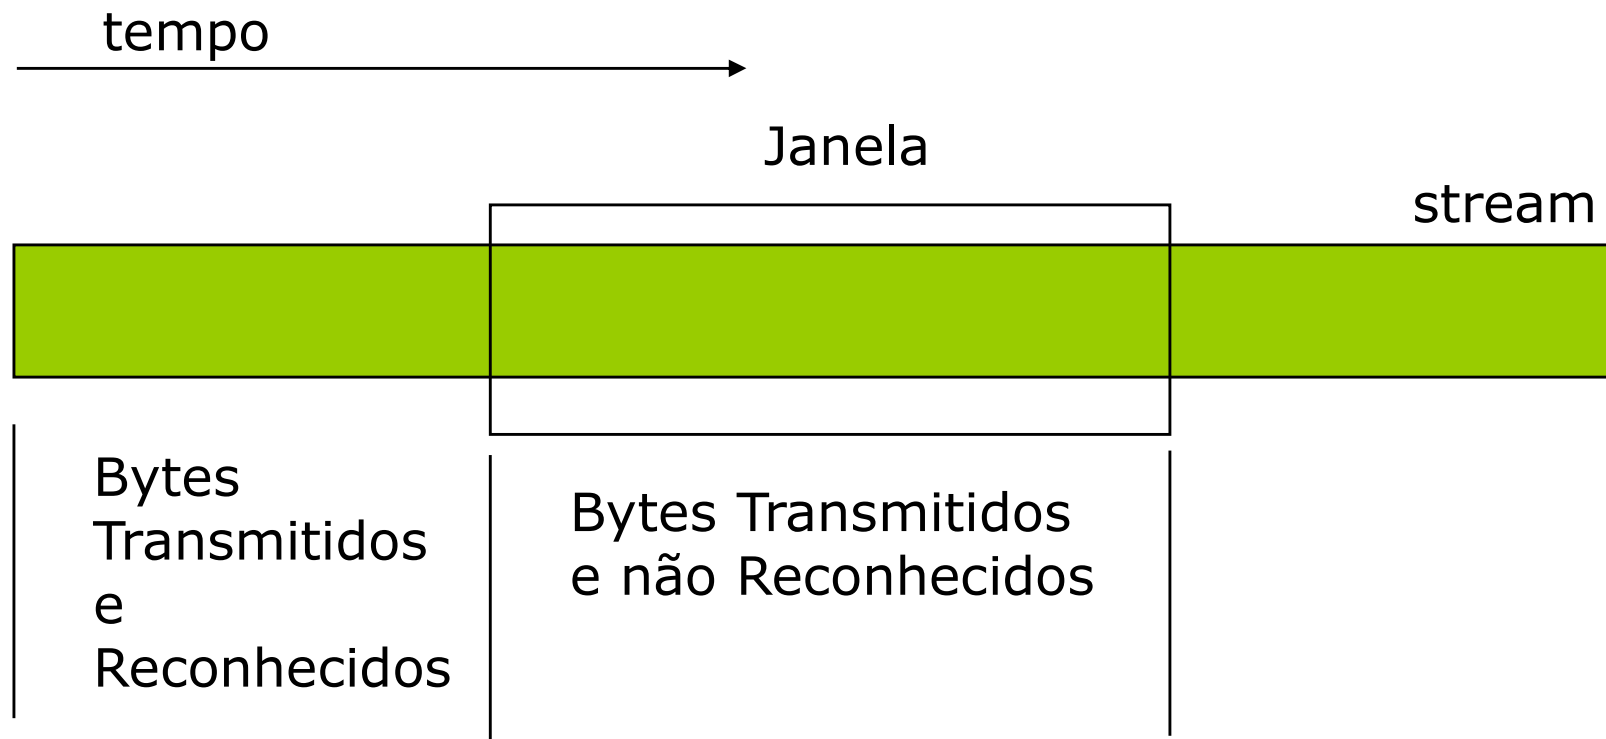 tempo
Janela
stream
Bytes
Transmitidos
e
Reconhecidos
Bytes Transmitidos
e não Reconhecidos